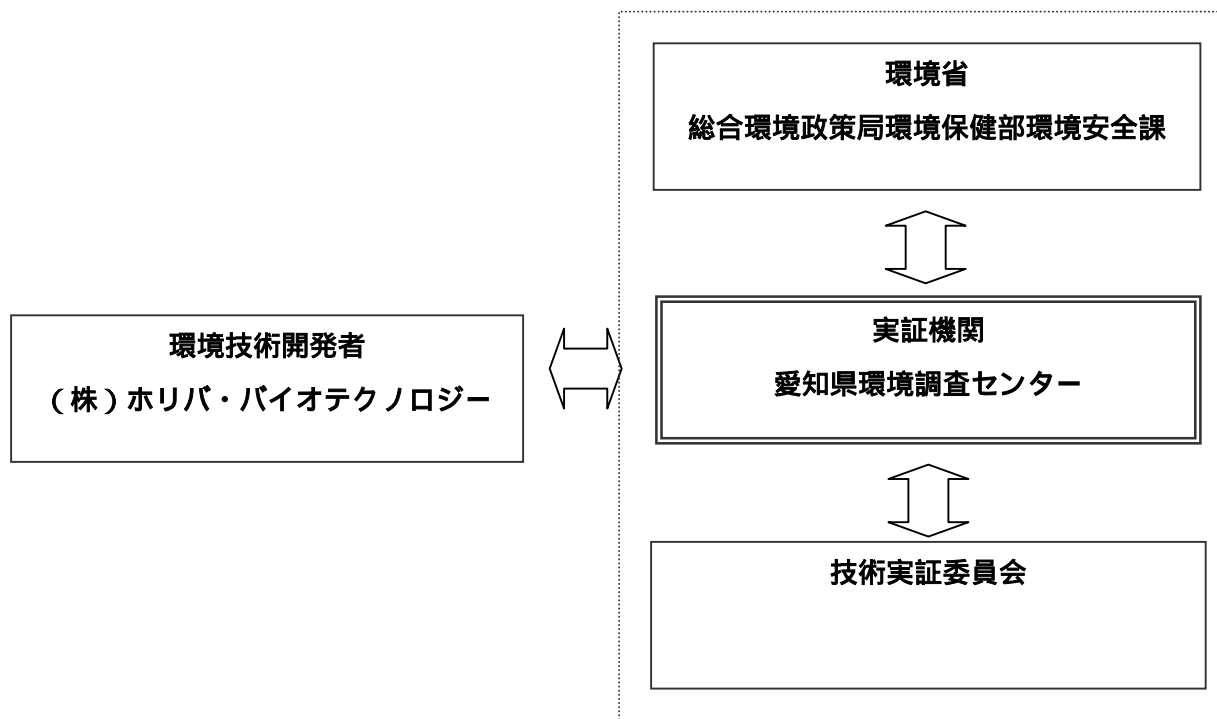 環境省
総合環境政策局環境保健部環境安全課
環境技術開発者
（株）ホリバ・バイオテクノロジー
実証機関
愛知県環境調査センター
技術実証委員会